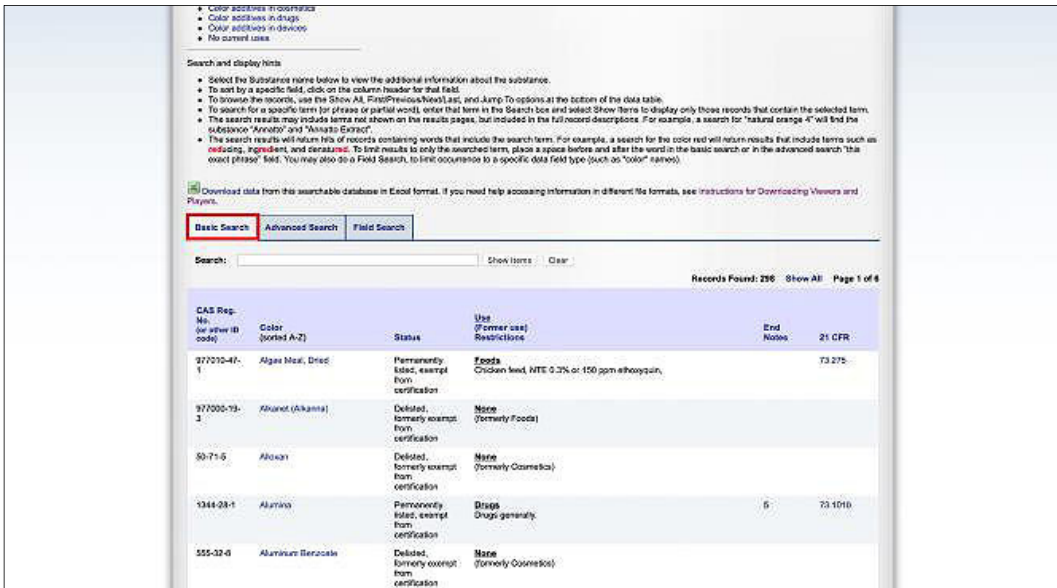 • Color additives in cosmetics
• Color additives in drugs
• Color additives in devices
• No current uses
Search and display hints
• Select the Substance name below to view the additional information about the substance.
• To sort by a specific field, click on the column header for that field.
• To browse the records, use the Show All, First/Previous/Next/Last, and Jump To options at the bottom of the data table.
• To search for a specific term (or phrase or partial word), enter that term in the Search box and select Show Items to display only those records that contain the selected term.
• The search results may include terms not shown on the results pages, but included in the full record descriptions. For example, a search for "natural orange 4" will find the
substance "Annatto" and "Annatto Extract".
• The search results will return hits of records containing words that include the search term. For example, a search for the color red will return results that include terms such as
reducing, ingredient, and denatured. To limit results to only the searched term, place a space before and after the word in the basic search or in the advanced search "this
exact phrase" field. You may also do a Field Search, to limit occurrence to a specific data field type (such as "color" names).
Download data from this searchable database in Excel format. If you need help accessing information in different file formats, see Instructions for Downloading Viewers and
Players.
Basic Search Advanced Search Field Search
Search: Show Items Clear
Records Found: 298 Show All Page 1 of 6
CAS Reg.
No.
(or other ID
code)
Color
(sorted A-Z)
Status
Use
(Former use)
Restrictions
End
Notes
21 CFR
977010-47-
1
Algae Meal, Dried
Permanently
listed, exempt
from
certification
Foods
Chicken feed, NTE 0.3% or 150 ppm ethoxyquin,
73.275
977000-19-
3
Alkanet (Alkanna)
Delisted,
formerly exempt
from
certification
None
(formerly Foods)
50-71-5
Alloxan
Delisted,
formerly exempt
from
certification
None
(formerly Cosmetics)
1344-28-1
Alumina
Permanently
listed, exempt
from
certification
Drugs
Drugs generally.
5
73.1010
555-32-8
Aluminum Benzoate
Delisted,
formerly exempt
from
certification
None
(formerly Cosmetics)